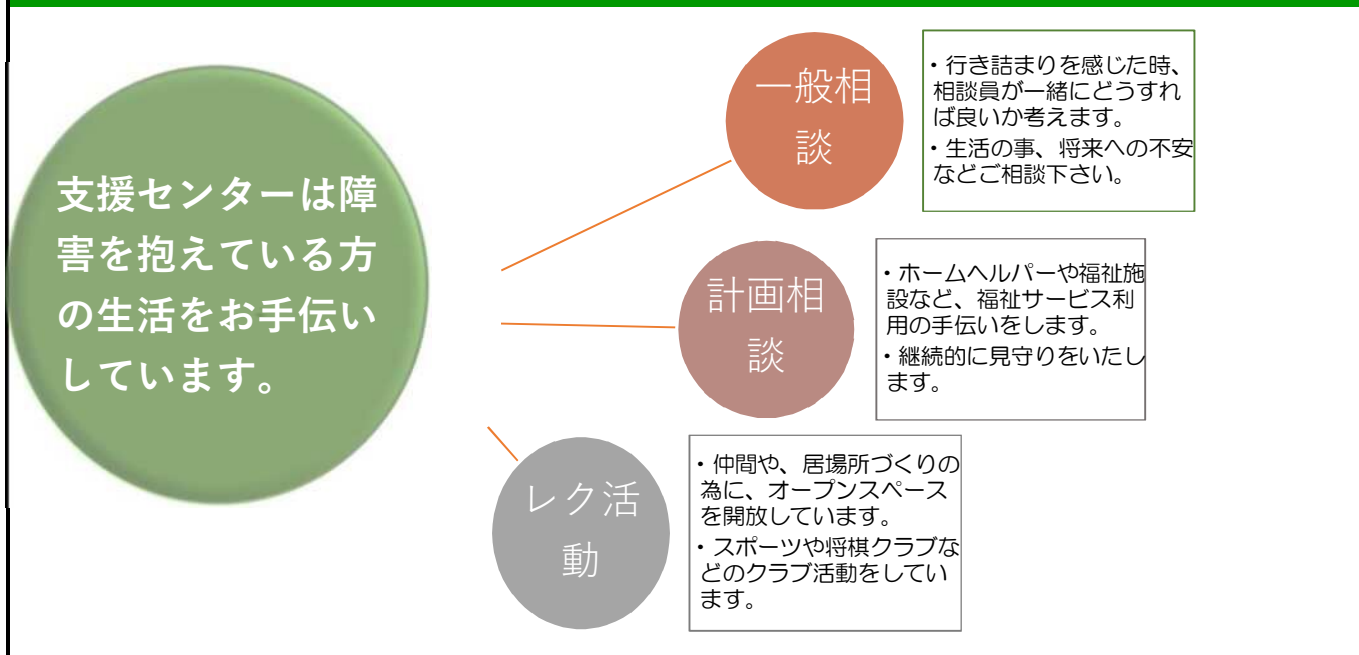 支援センターは障
害を抱えている方
の生活をお手伝い
しています。
一般相
談
・行き詰まりを感じた時、
相談員が一緒にどうすれ
ば良いか考えます。
・生活の事、将来への不安
などご相談下さい。
計画相
談
・ホームヘルパーや福祉施
設など、福祉サービス利
用の手伝いをします。
・継続的に見守りをいたし
ます。
レク活
動
・仲間や、居場所づくりの
為に、オープンスペース
を開放しています。
・スポーツや将棋クラブな
どのクラブ活動をしてい
ます。